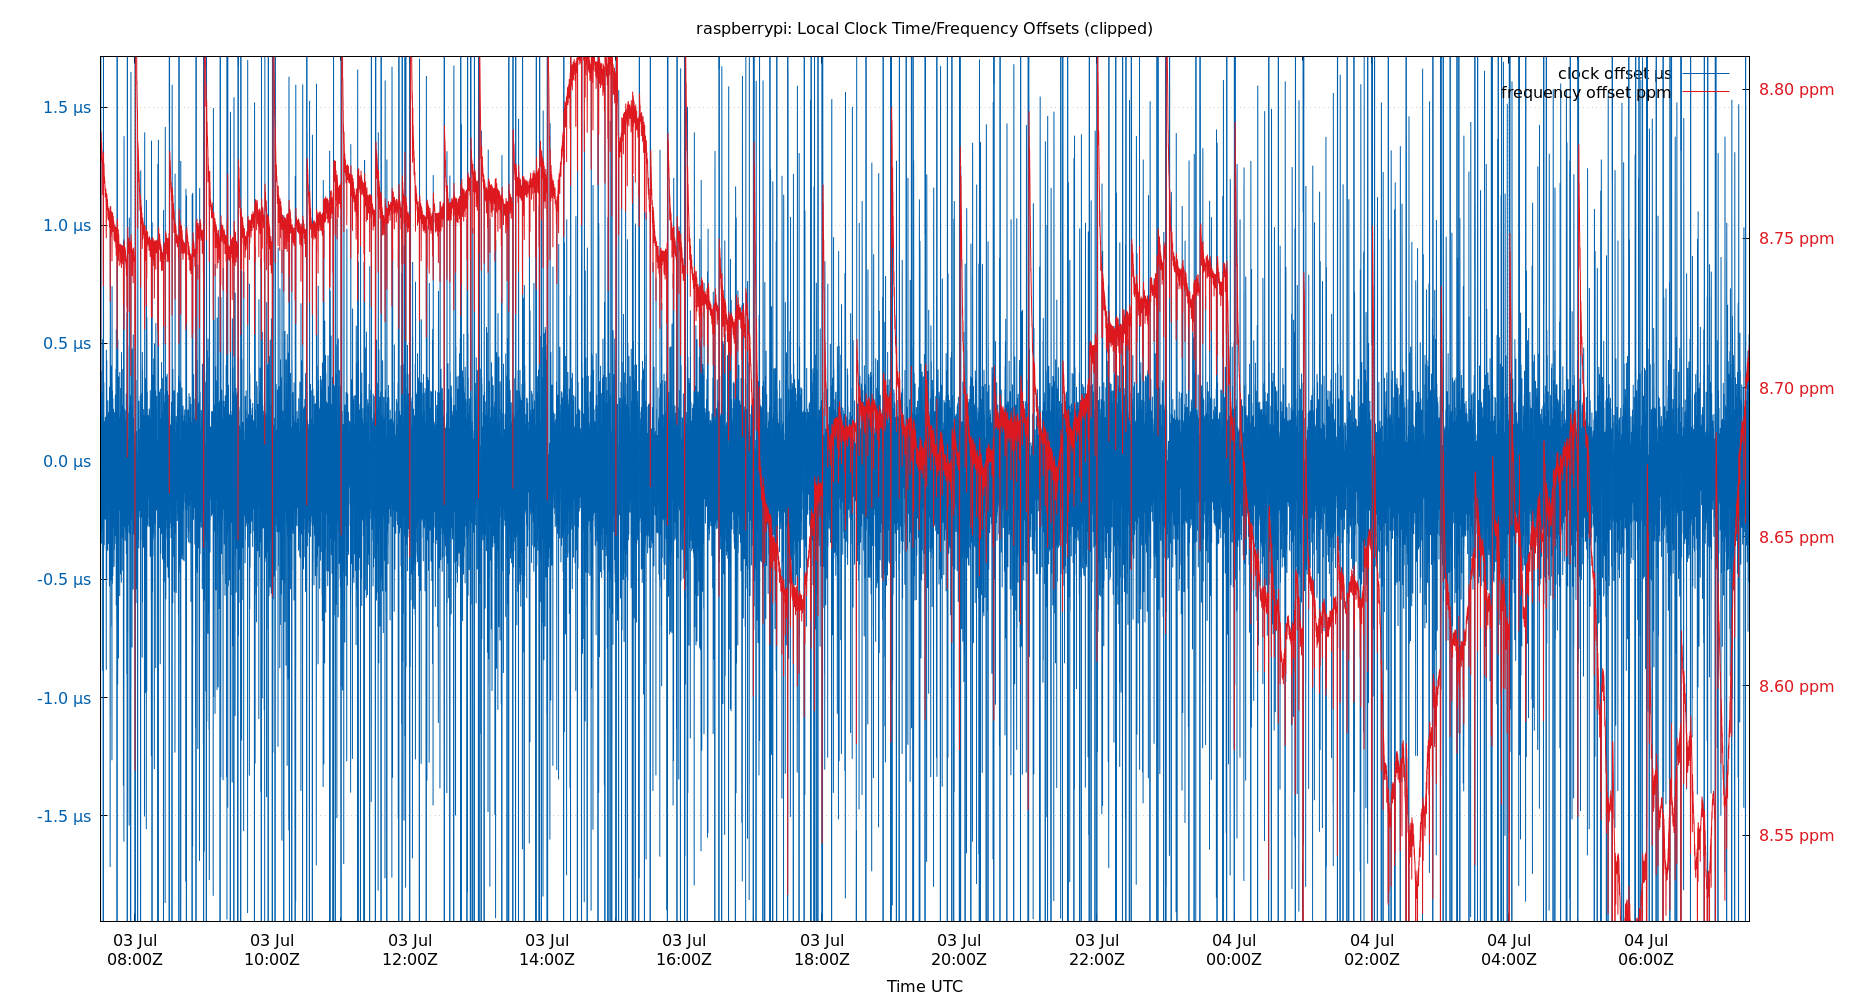 raspberrypi: Local Clock Time/Frequency Offsets (clipped)
clock offset µs
frequency offset ppm
1.5 µs
1.0 µs
0.5 µs
0.0 µs
-0.5 µs
-1.0 µs
-1.5 µs
8.80 ppm
8.75 ppm
8.70 ppm
8.65 ppm
8.60 ppm
8.55 ppm
03 Jul 03 Jul 03 Jul 03 Jul 03 Jul 03 Jul 03 Jul 03 Jul 04 Jul 04 Jul 04 Jul 04 Jul
08:00Z 10:00Z 12:00Z 14:00Z 16:00Z 18:00Z 20:00Z 22:00Z 00:00Z 02:00Z 04:00Z 06:00Z
Time UTC